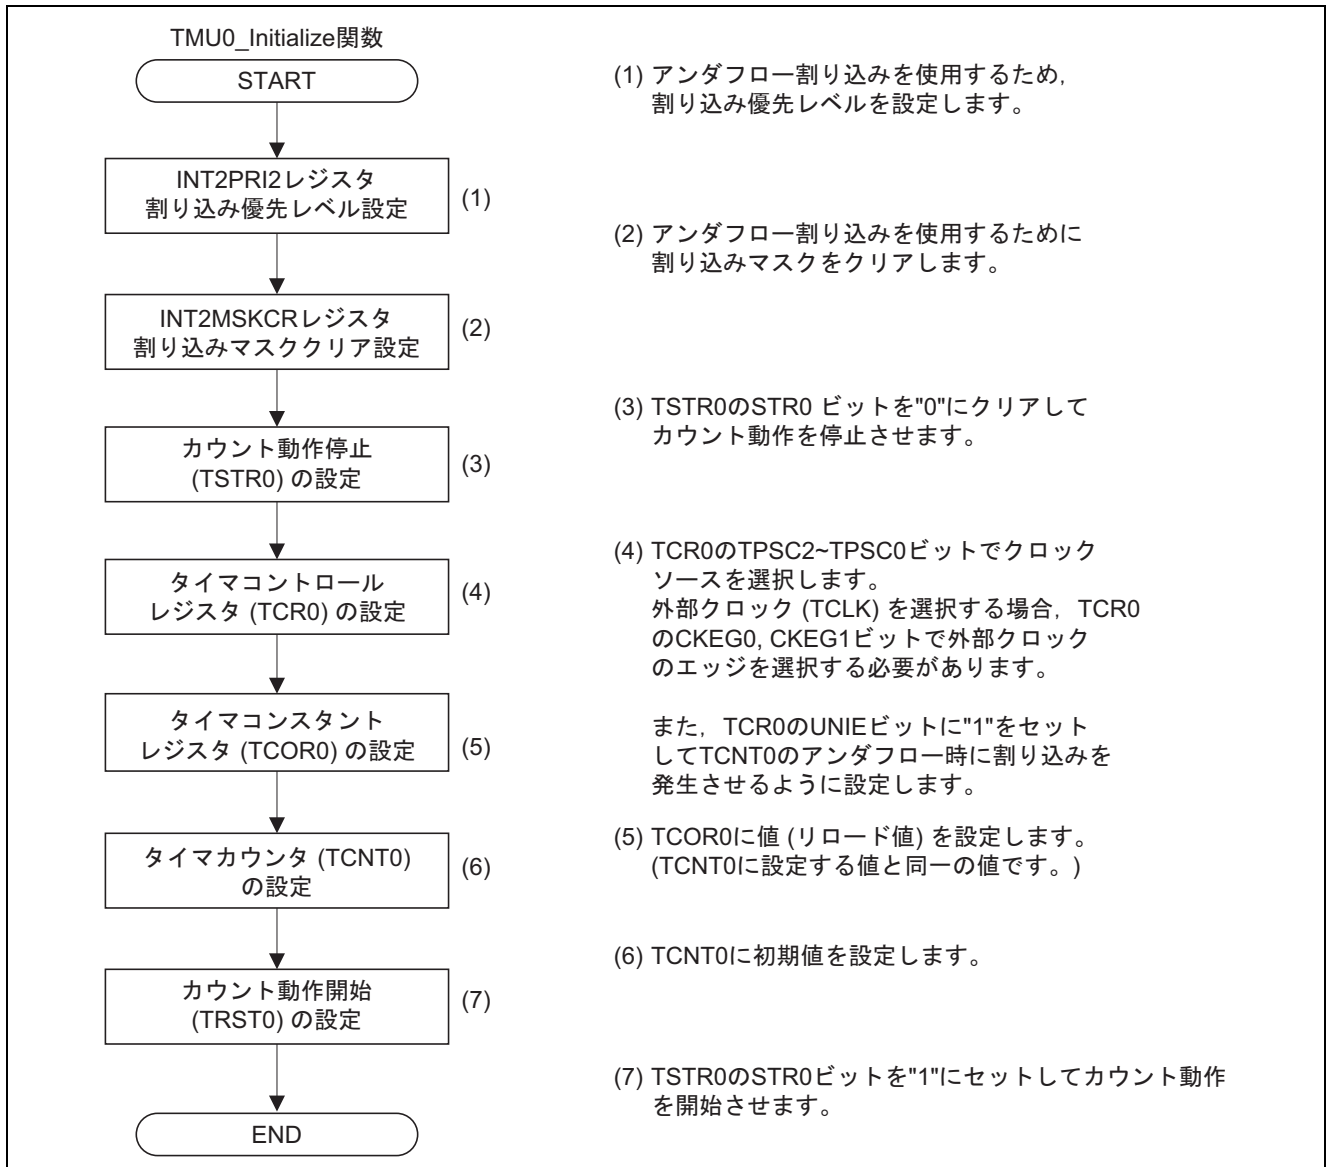 TMU0_Initialize関数
START
INT2PRI2レジスタ
割り込み優先レベル設定
(1)
INT2MSKCRレジスタ
割り込みマスククリア設定
(2)
カウント動作停止
(TSTR0) の設定
(3)
タイマコントロール
レジスタ (TCR0) の設定
(4)
タイマコンスタント
レジスタ (TCOR0) の設定
(5)
タイマカウンタ (TCNT0)
の設定
(6)
カウント動作開始
(TRST0) の設定
(7)
END
(1) アンダフロー割り込みを使用するため,
割り込み優先レベルを設定します。
(2) アンダフロー割り込みを使用するために
割り込みマスクをクリアします。
(3) TSTR0のSTR0 ビットを"0"にクリアして
カウント動作を停止させます。
(4) TCR0のTPSC2~TPSC0ビットでクロック
ソースを選択します。
外部クロック (TCLK) を選択する場合, TCR0
のCKEG0, CKEG1ビットで外部クロック
のエッジを選択する必要があります。
また, TCR0のUNIEビットに"1"をセット
してTCNT0のアンダフロー時に割り込みを
発生させるように設定します。
(5) TCOR0に値 (リロード値) を設定します。
(TCNT0に設定する値と同一の値です。)
(6) TCNT0に初期値を設定します。
(7) TSTR0のSTR0ビットを"1"にセットしてカウント動作
を開始させます。